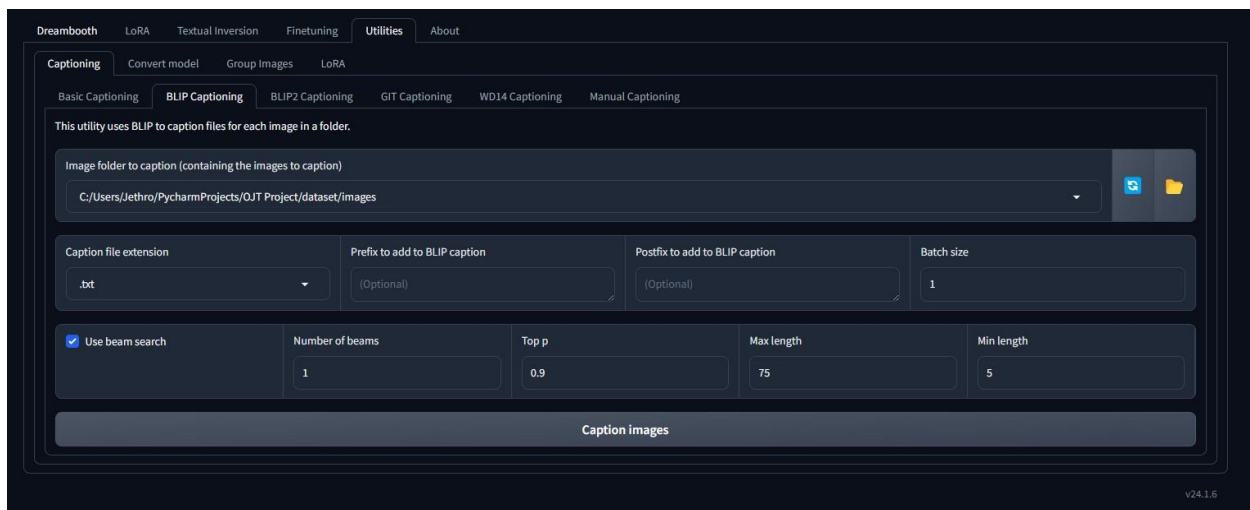 Dreambooth LoRA Textual Inversion Finetuning Utilities About
Captioning Convert model Group Images LoRA
Basic Captioning BLIP Captioning BLIP2 Captioning GIT Captioning WD14 Captioning Manual Captioning
This utility uses BLIP to caption files for each image in a folder.
Image folder to caption (containing the images to caption)
C:/Users/Jethro/PycharmProjects/OJT Project/dataset/images
Caption file extension Prefix to add to BLIP caption Postfix to add to BLIP caption Batch size
.txt (Optional) (Optional) 1
Use beam search Number of beams Top p Max length Min length
1 0.9 75 5
Caption images
v24.1.6